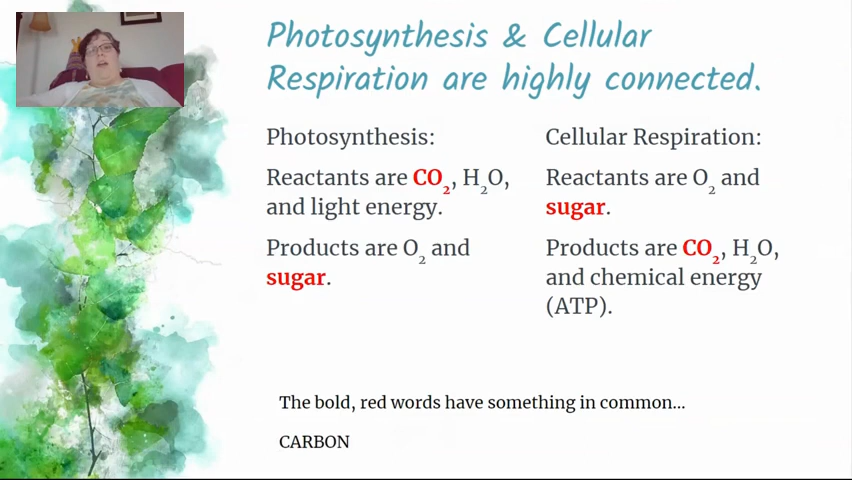 Photosynthesis & Cellular
Respiration are highly connected.
Photosynthesis:
Reactants are CO₂, H₂O,
and light energy.
Products are O₂ and
sugar.
Cellular Respiration:
Reactants are O₂ and
sugar.
Products are CO₂, H₂O,
and chemical energy
(ATP).
The bold, red words have something in common...
CARBON